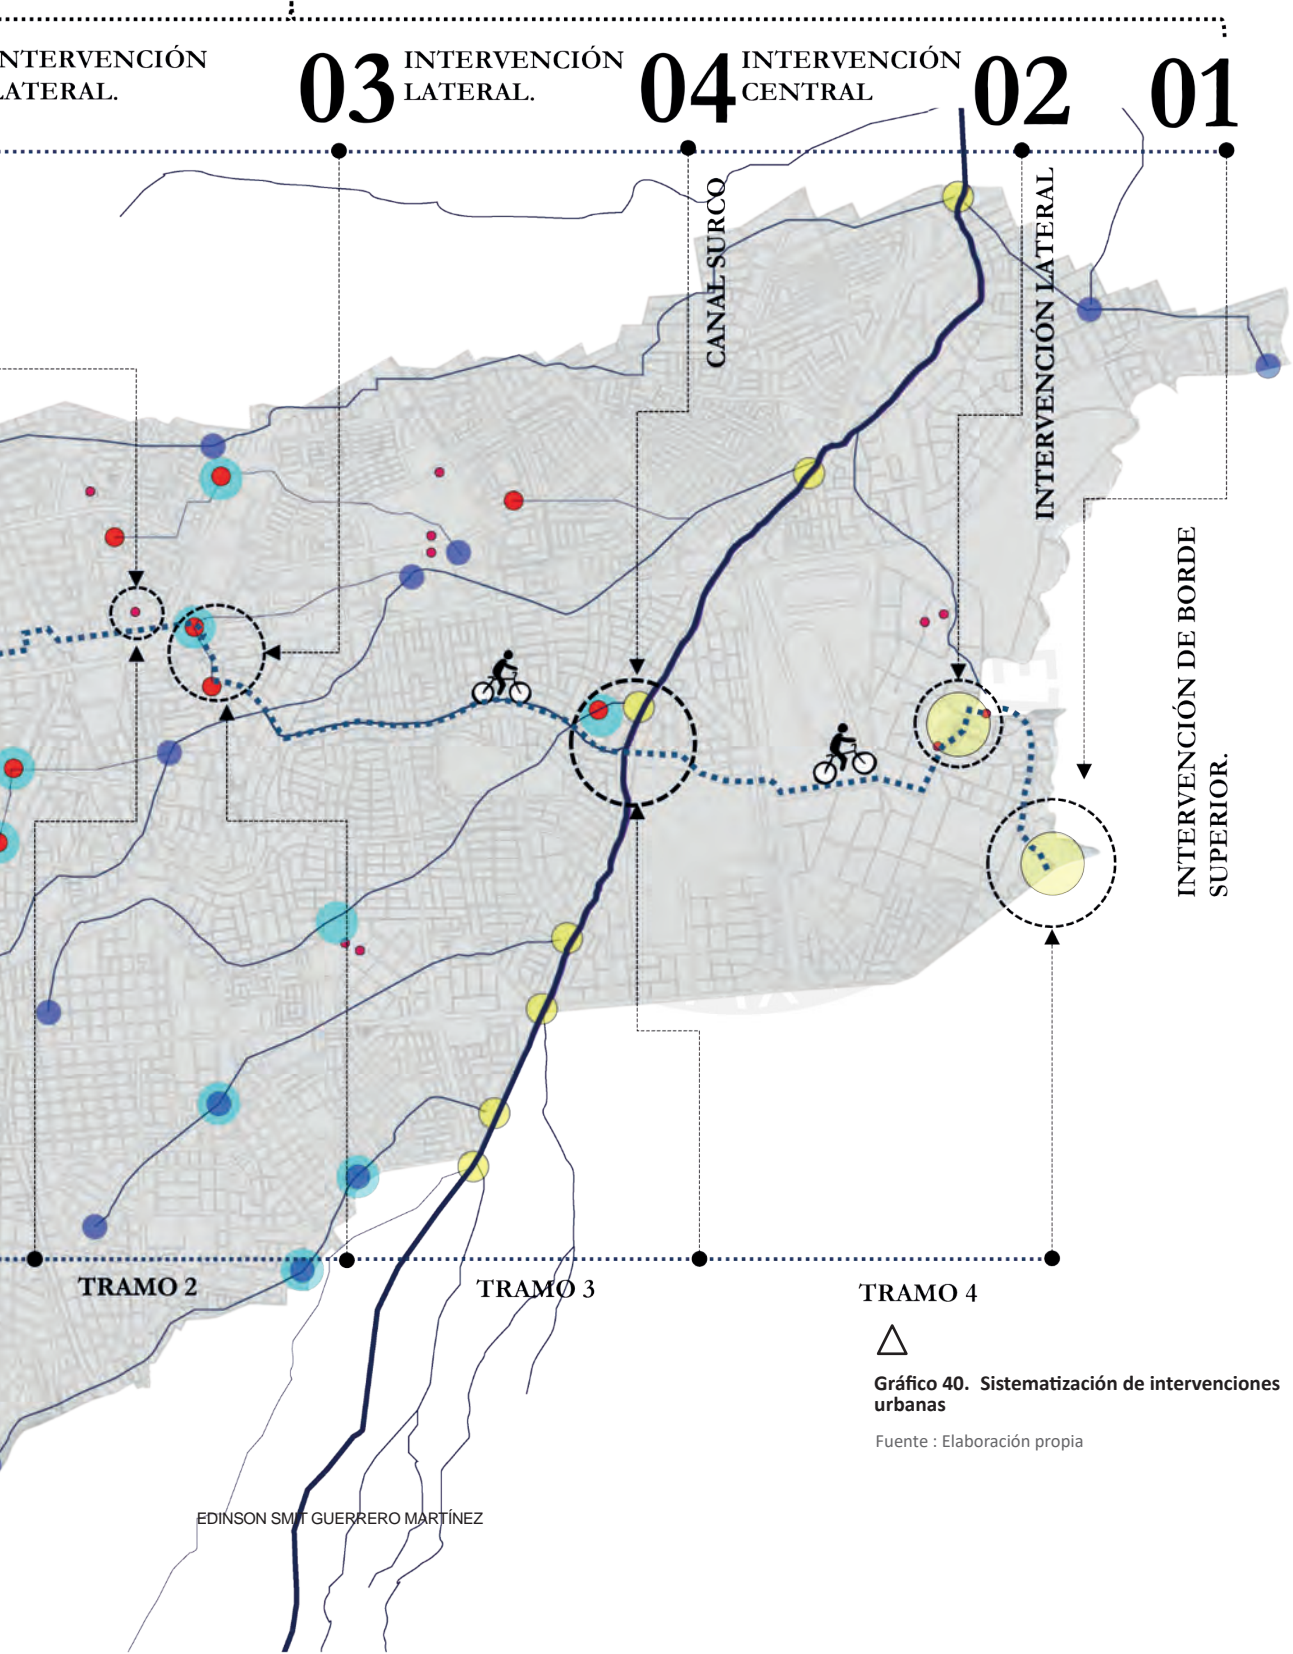 NTERVENCIÓN
LATERAL.
03
INTERVENCIÓN
LATERAL.
04
INTERVENCIÓN
CENTRAL
02
01
CANAL SURCO
INTERVENCIÓN LATERAL
INTERVENCIÓN DE BORDE
SUPERIOR.
TRAMO 2
TRAMO 3
TRAMO 4
Gráfico 40. Sistematización de intervenciones
urbanas
Fuente : Elaboración propia
EDINSON SMIT GUERRERO MARTÍNEZ